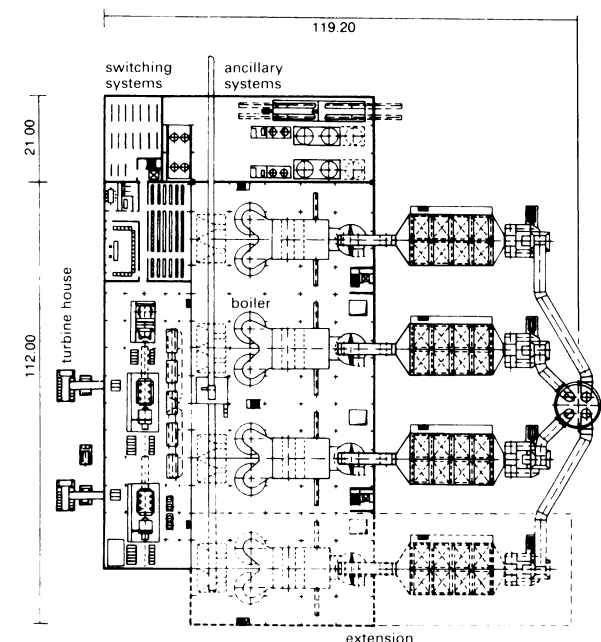 119.20
switching
systems
ancillary
systems
21.00
turbine house
boiler
112.00
extension